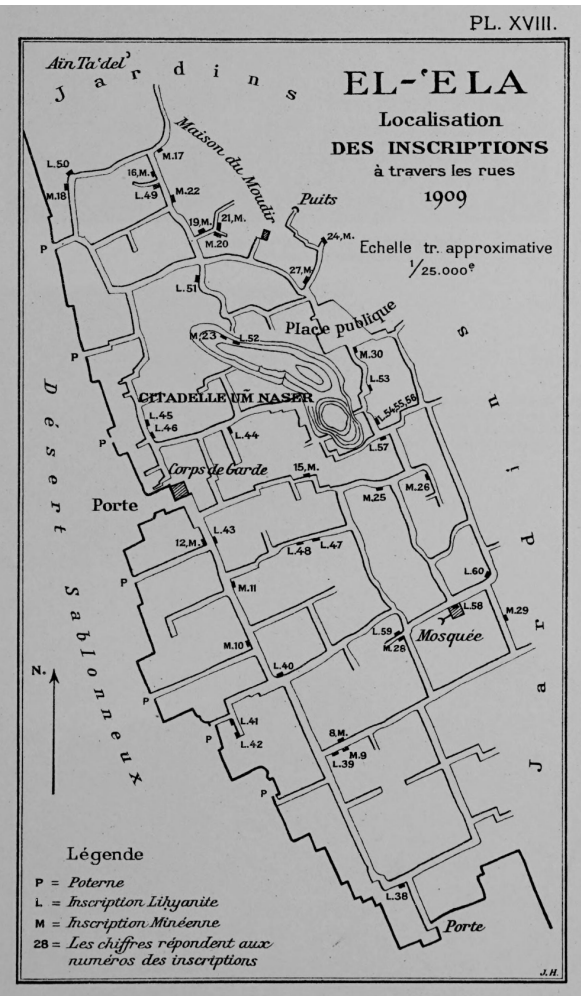 PL. XVIII.
Aïn Ta‘del’
Jardins
EL-‘ELA
Localisation
DES INSCRIPTIONS
à travers les rues
1909
Echelle tr. approximative
1/25.000e
Maison du Moudir
Puits
M.17
L.50
16,M.
M.18
L.49
M.22
21,M.
19,M.
M.20
24,M.
P
27,M.
L.51
Place publique
M,23
L.52
M.30
P
L.53
CITADELLE UM̄ NASER
L.54,55,56
L.45
L.46
L.44
L.57
P
Corps de Garde
15,M.
M.26
M.25
Porte
L.43
12,M.
L.48
L.47
L.60
P
M.11
L.58
M.29
L.59
Mosquée
M.28
M.10
Désert Sablonneux
Jardins
N.
L.40
P
L.41
P
L.42
8,M.
M.9
L.39
P
L.38
Porte
Légende
P = Poterne
L = Inscription Liḥyanite
M = Inscription Minéenne
28 = Les chiffres répondent aux
numéros des inscriptions
J.H.